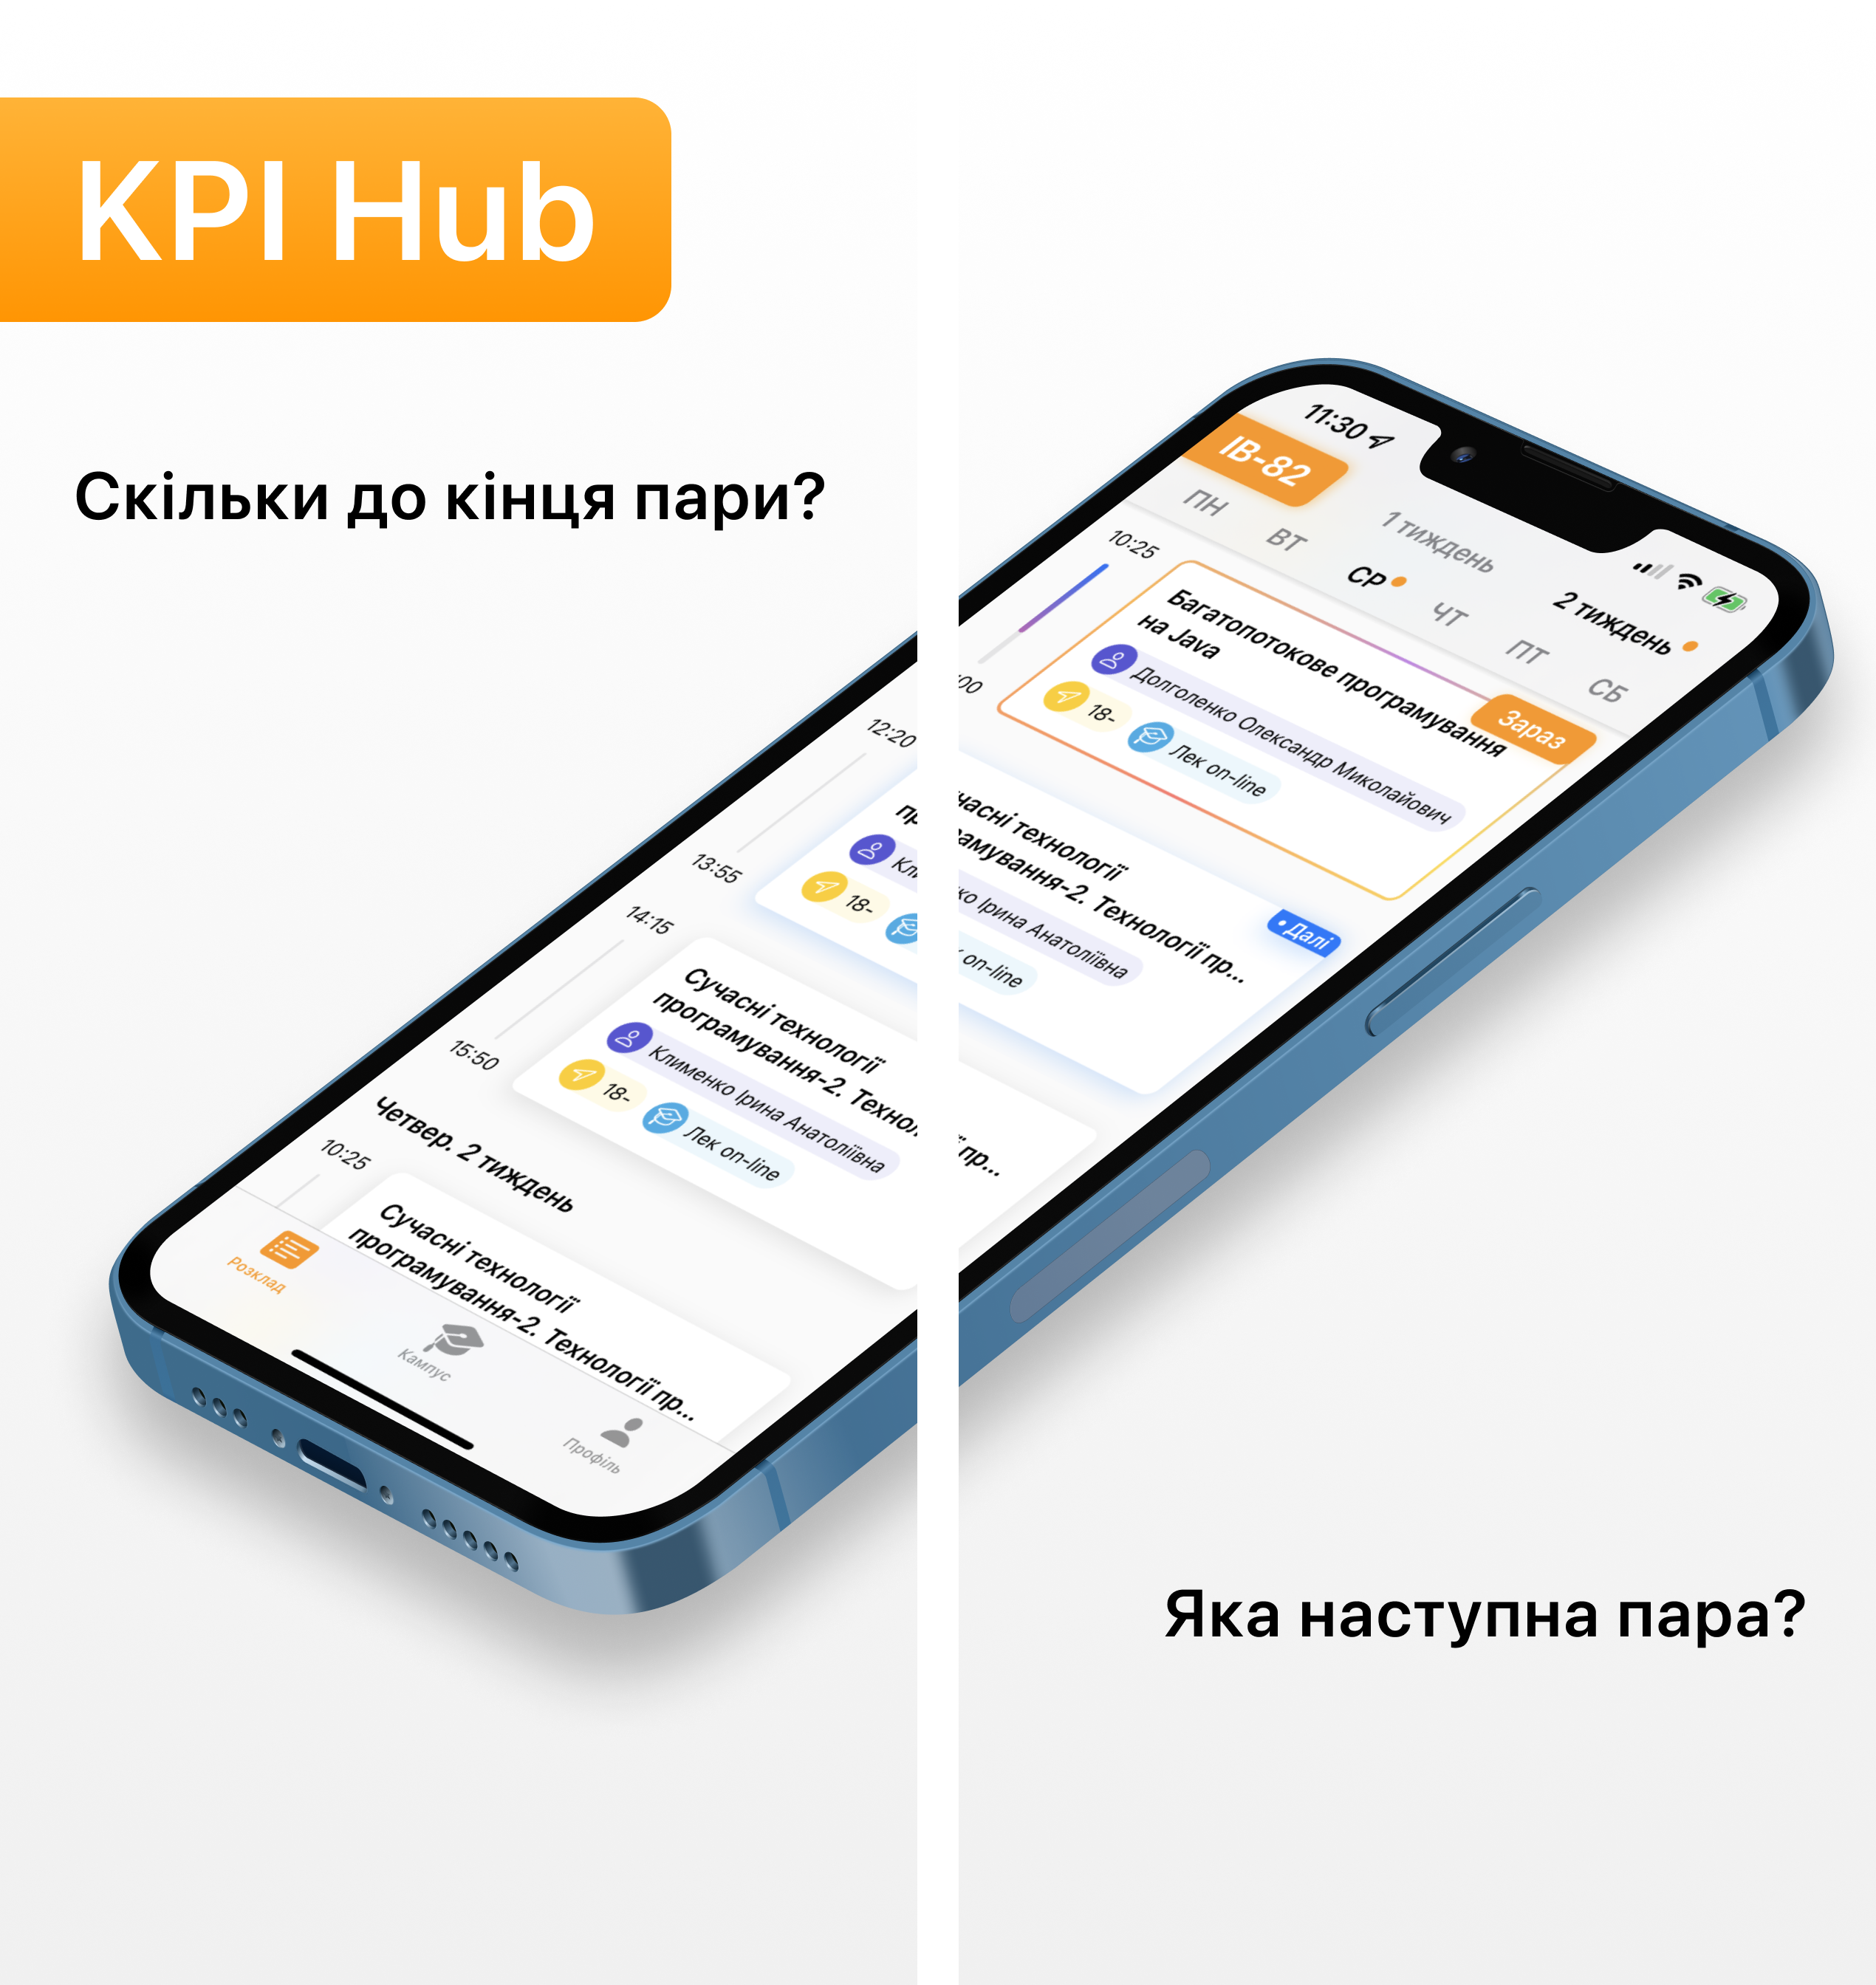 KPI Hub
Скільки до кінця пари?
11:30
ІВ-82
1 тиждень
2 тиждень
ПН
ВТ
СР
ЧТ
ПТ
СБ
10:25
:00
Зараз
Багатопотокове програмування
на Java
Долголенко Олександр Миколайович
18-
Лек on-line
12:20
13:55
Далі
часні технології
рамування-2. Технології пр...
ко Ірина Анатоліївна
18-
on-line
14:15
15:50
Сучасні технології
програмування-2. Технології пр...
Клименко Ірина Анатоліївна
18-
Лек on-line
Четвер. 2 тиждень
10:25
Сучасні технології
програмування-2. Технології пр...
Розклад
Кампус
Профіль
Яка наступна пара?